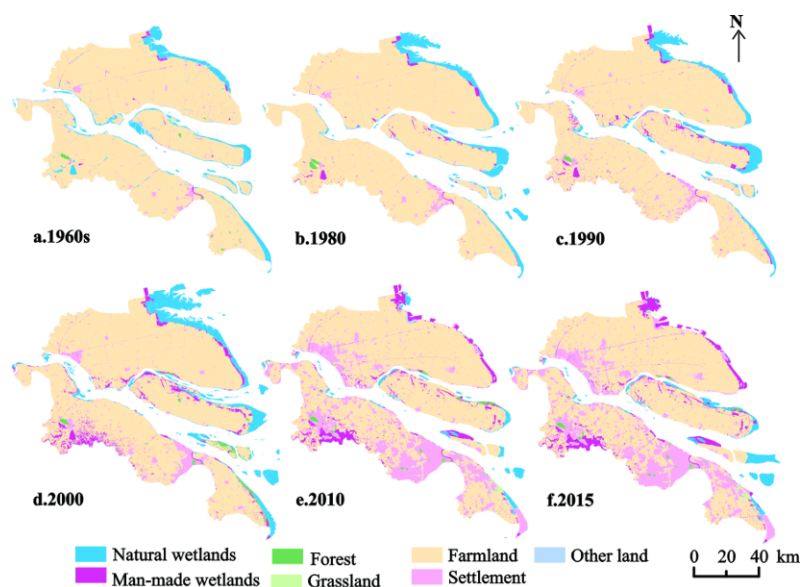 N
a.1960s
b.1980
c.1990
d.2000
e.2010
f.2015
Natural wetlands
Forest
Farmland
Other land
Man-made wetlands
Grassland
Settlement
0 20 40 km